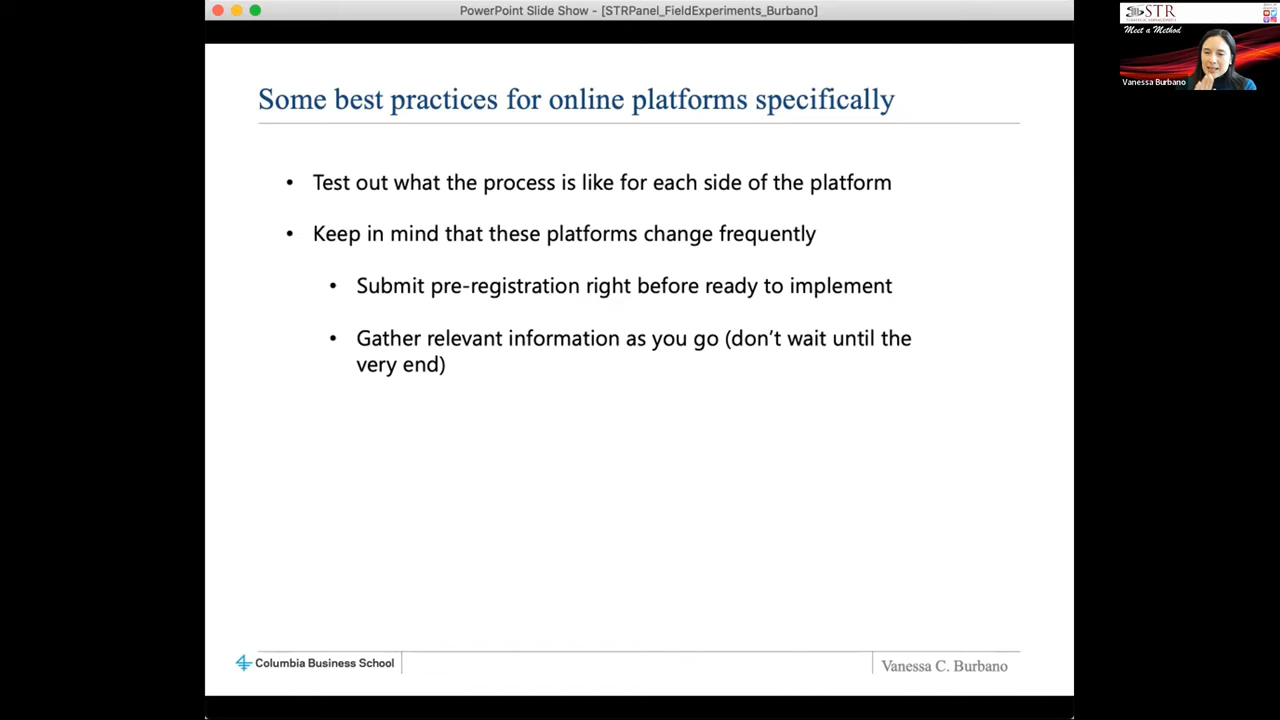 PowerPoint Slide Show - [STRPanel_FieldExperiments_Burbano]
STR
Meet a Method
Vanessa Burbano
Some best practices for online platforms specifically
• Test out what the process is like for each side of the platform
• Keep in mind that these platforms change frequently
• Submit pre-registration right before ready to implement
• Gather relevant information as you go (don’t wait until the
very end)
Columbia Business School
Vanessa C. Burbano